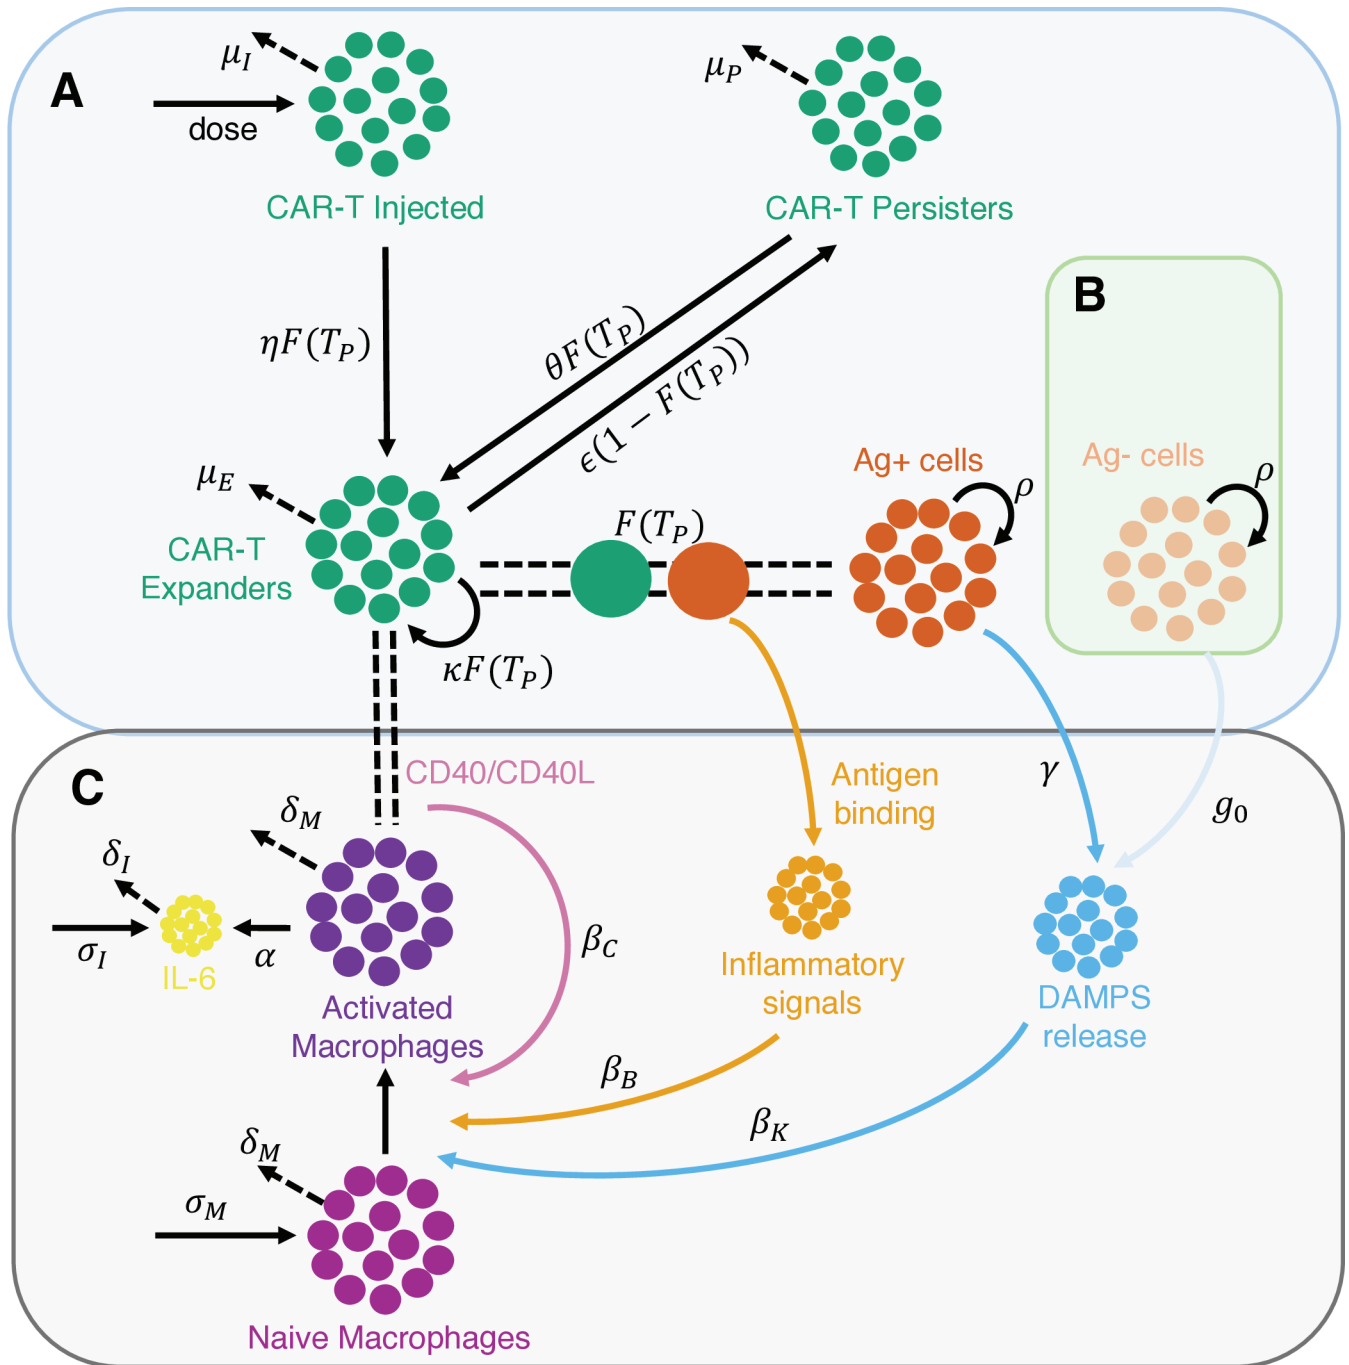 A
μ_I
dose
CAR-T Injected
μ_P
CAR-T Persisters
B
ηF(T_P)
θF(T_P)
ϵ(1 − F(T_P))
Ag+ cells
ρ
Ag- cells
ρ
μ_E
CAR-T
Expanders
F(T_P)
κF(T_P)
C
CD40/CD40L
Antigen
binding
γ
g_0
δ_M
δ_I
σ_I
α
IL-6
β_C
Activated
Macrophages
Inflammatory
signals
DAMPS
release
β_B
β_K
δ_M
σ_M
Naive Macrophages